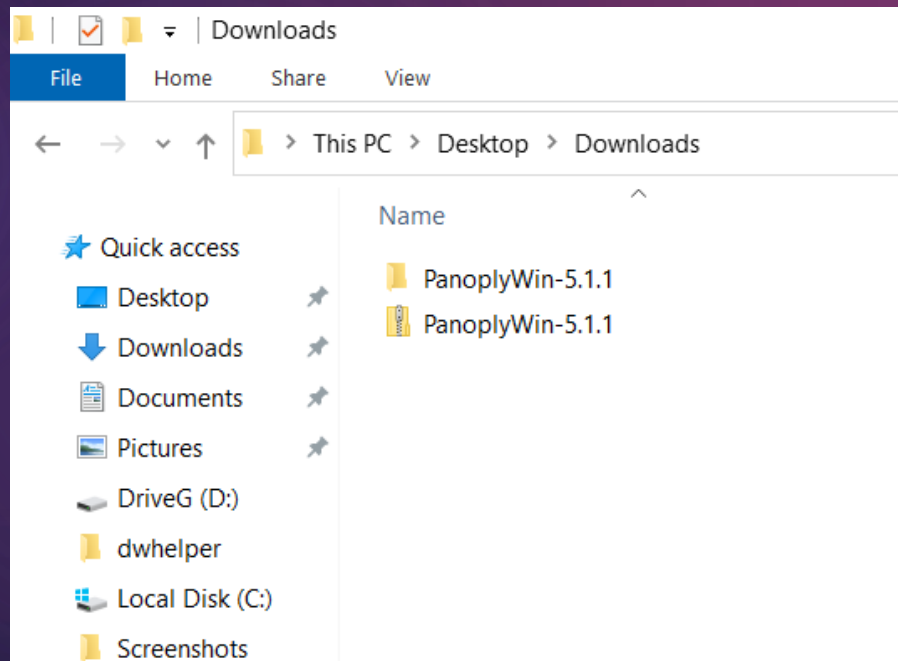 Downloads
File Home Share View
This PC > Desktop > Downloads
Name
Quick access
Desktop
Downloads
Documents
Pictures
DriveG (D:)
dwhelper
Local Disk (C:)
Screenshots
PanoplyWin-5.1.1
PanoplyWin-5.1.1